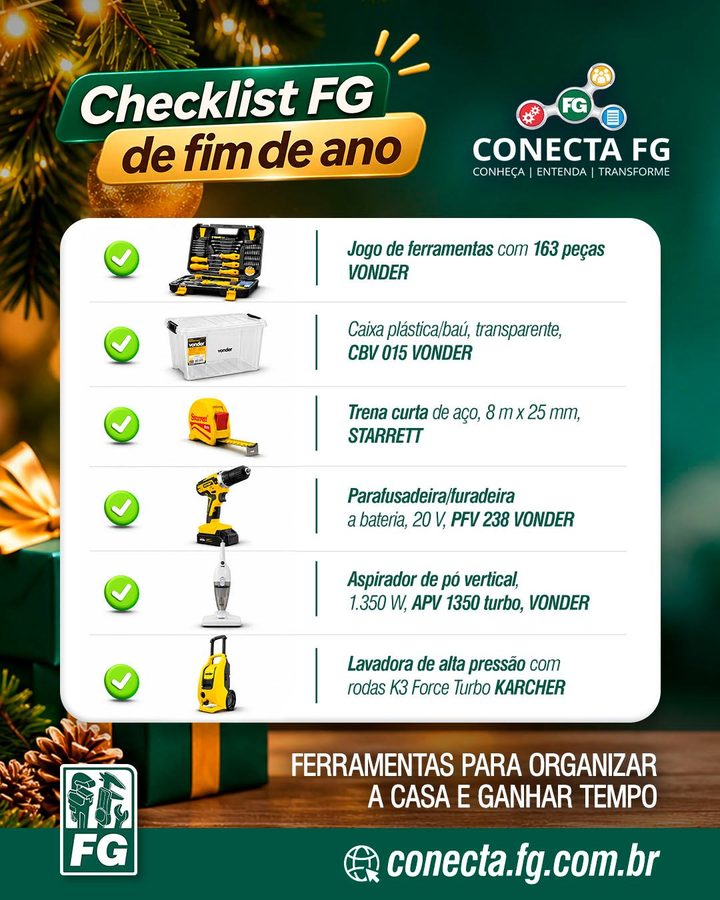 Checklist FG
de fim de ano
FG
CONECTA FG
CONHEÇA | ENTENDA | TRANSFORME
Jogo de ferramentas com 163 peças
VONDER
Caixa plástica/baú, transparente,
CBV 015 VONDER
vonder
vonder
Trena curta de aço, 8 m x 25 mm,
STARRETT
Starrett
Parafusadeira/furadeira
a bateria, 20 V, PFV 238 VONDER
Aspirador de pó vertical,
1.350 W, APV 1350 turbo, VONDER
Lavadora de alta pressão com
rodas K3 Force Turbo KARCHER
FERRAMENTAS PARA ORGANIZAR
A CASA E GANHAR TEMPO
FG
conecta.fg.com.br